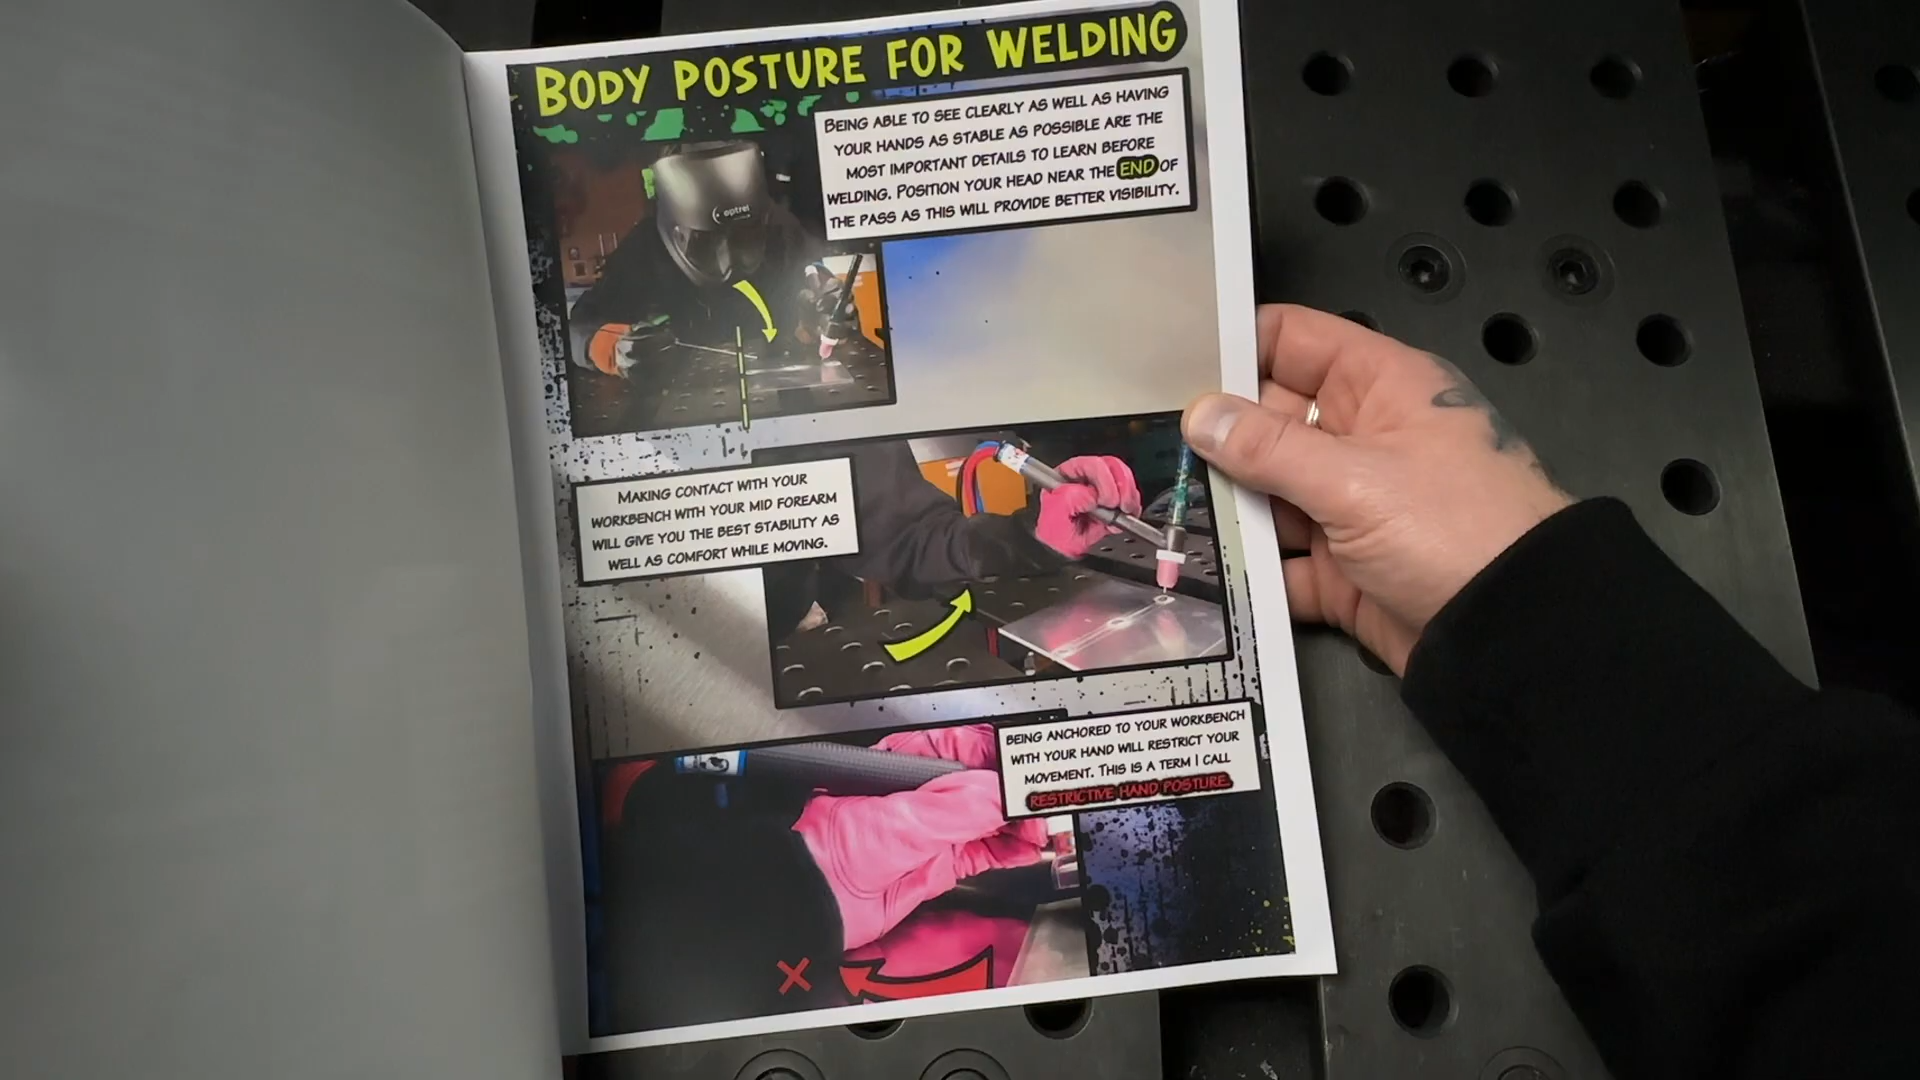 BODY POSTURE FOR WELDING
BEING ABLE TO SEE CLEARLY AS WELL AS HAVING
YOUR HANDS AS STABLE AS POSSIBLE ARE THE
MOST IMPORTANT DETAILS TO LEARN BEFORE
WELDING. POSITION YOUR HEAD NEAR THE END OF
THE PASS AS THIS WILL PROVIDE BETTER VISIBILITY.
optrel
MAKING CONTACT WITH YOUR
WORKBENCH WITH YOUR MID FOREARM
WILL GIVE YOU THE BEST STABILITY AS
WELL AS COMFORT WHILE MOVING.
BEING ANCHORED TO YOUR WORKBENCH
WITH YOUR HAND WILL RESTRICT YOUR
MOVEMENT. THIS IS A TERM I CALL
RESTRICTIVE HAND POSTURE.